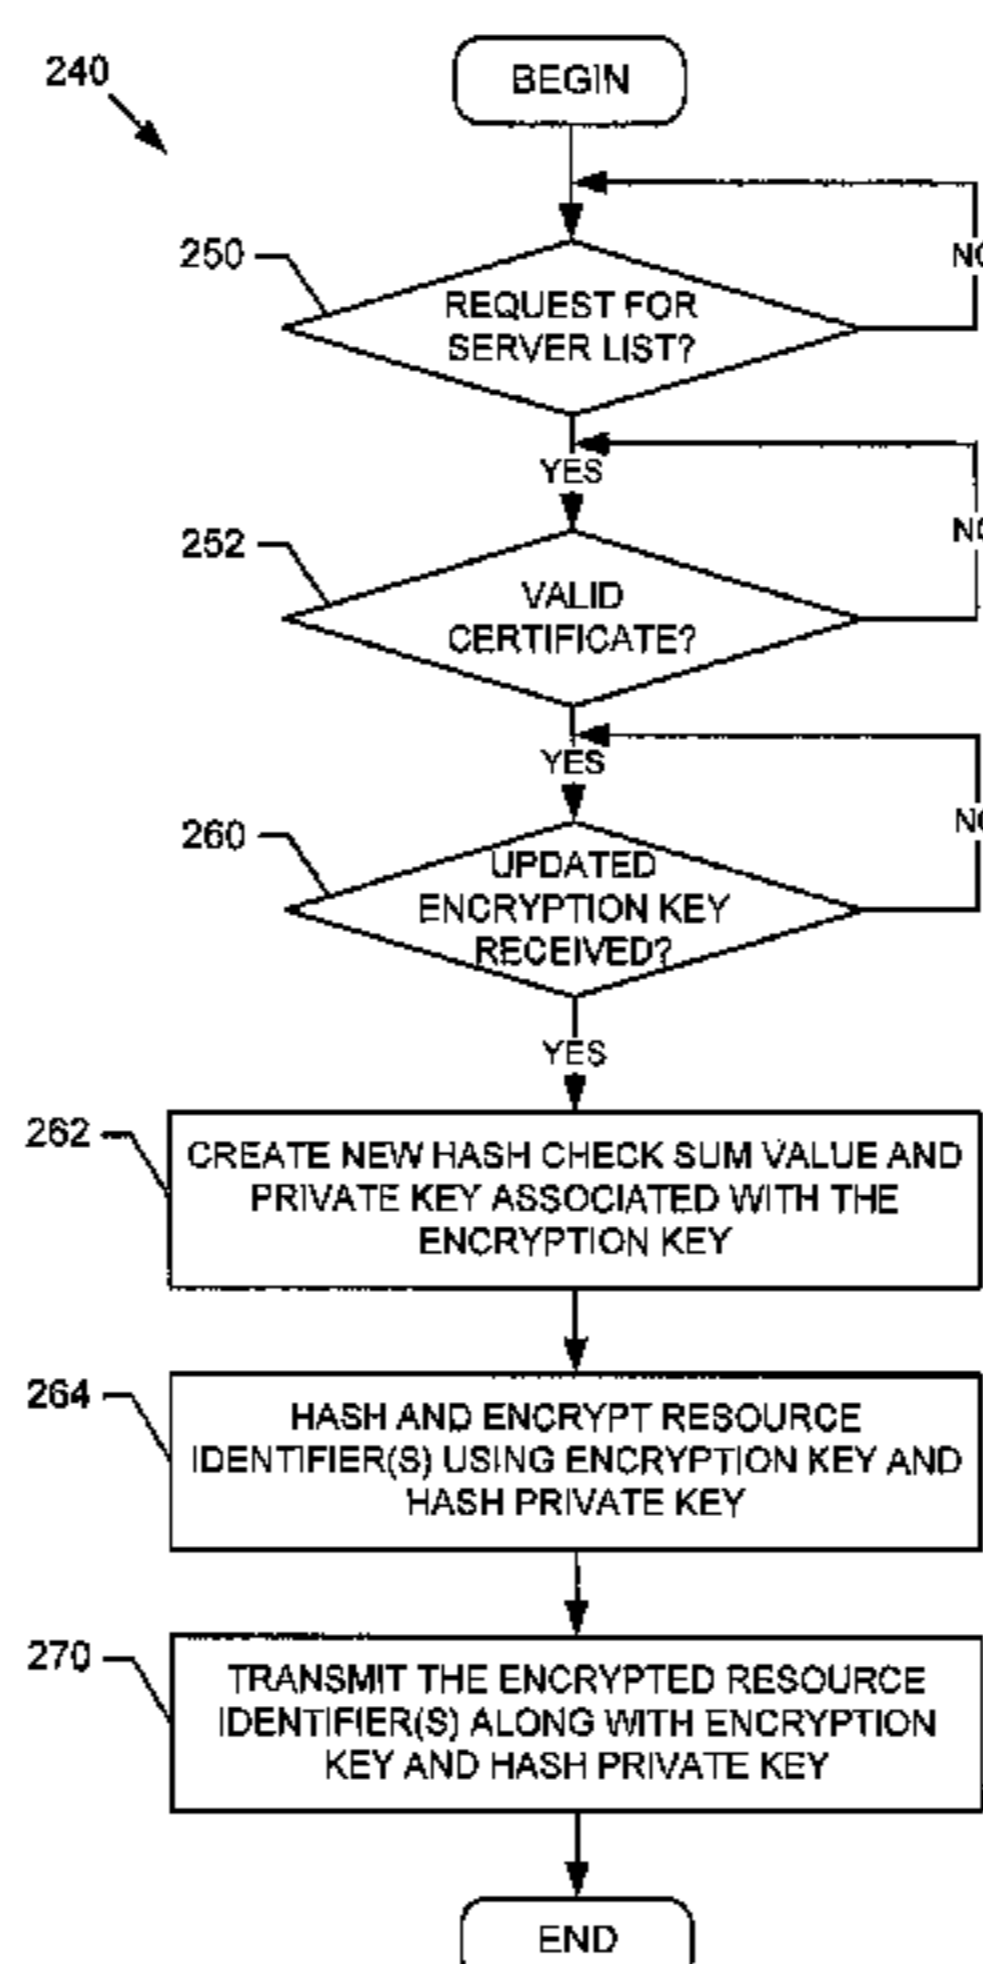 240
BEGIN
250
REQUEST FOR
SERVER LIST?
YES
252
VALID
CERTIFICATE?
YES
260
UPDATED
ENCRYPTION KEY
RECEIVED?
YES
262
CREATE NEW HASH CHECK SUM VALUE AND
PRIVATE KEY ASSOCIATED WITH THE
ENCRYPTION KEY
264
HASH AND ENCRYPT RESOURCE
IDENTIFIER(S) USING ENCRYPTION KEY AND
HASH PRIVATE KEY
270
TRANSMIT THE ENCRYPTED RESOURCE
IDENTIFIER(S) ALONG WITH ENCRYPTION
KEY AND HASH PRIVATE KEY
END